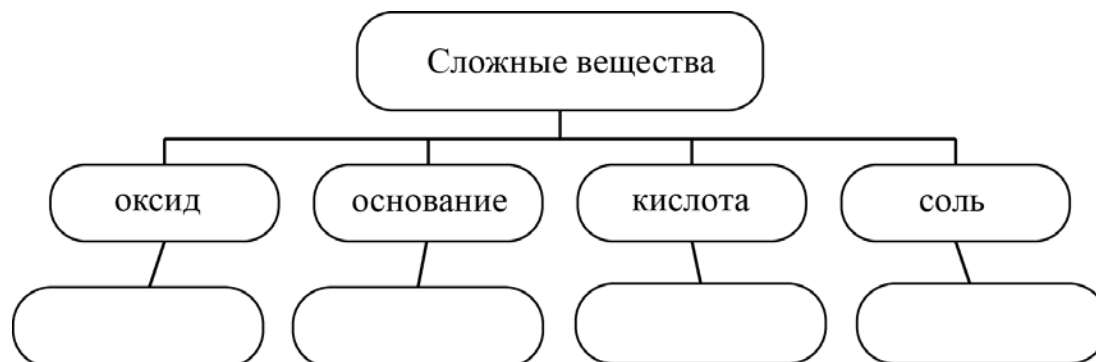 Сложные вещества
оксид
основание
кислота
соль